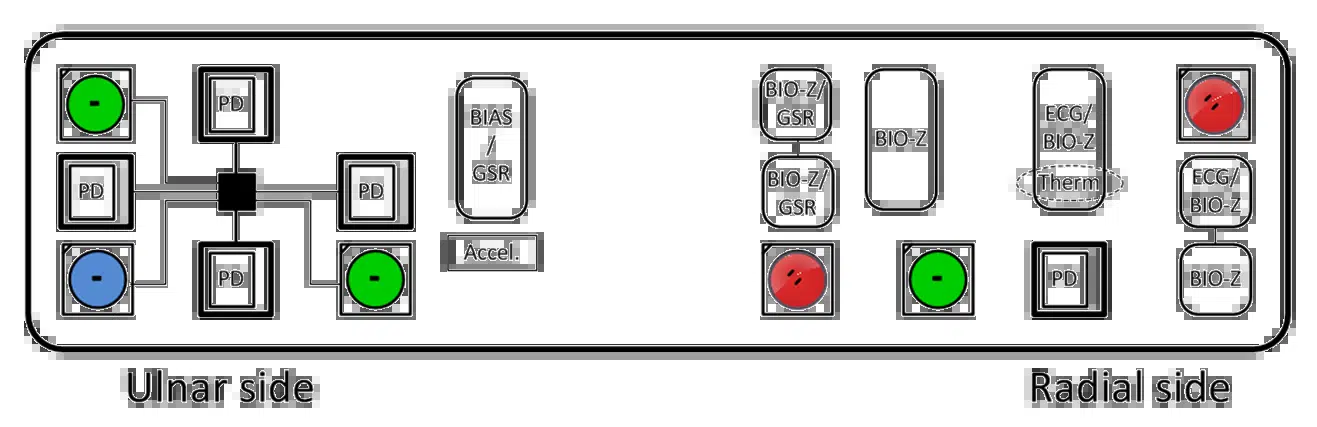 PD
BIAS
/
GSR
BIO-Z/
GSR
BIO-Z
ECG/
BIO-Z
Therm
PD
PD
BIO-Z/
GSR
ECG/
BIO-Z
PD
Accel.
PD
BIO-Z
Ulnar side
Radial side